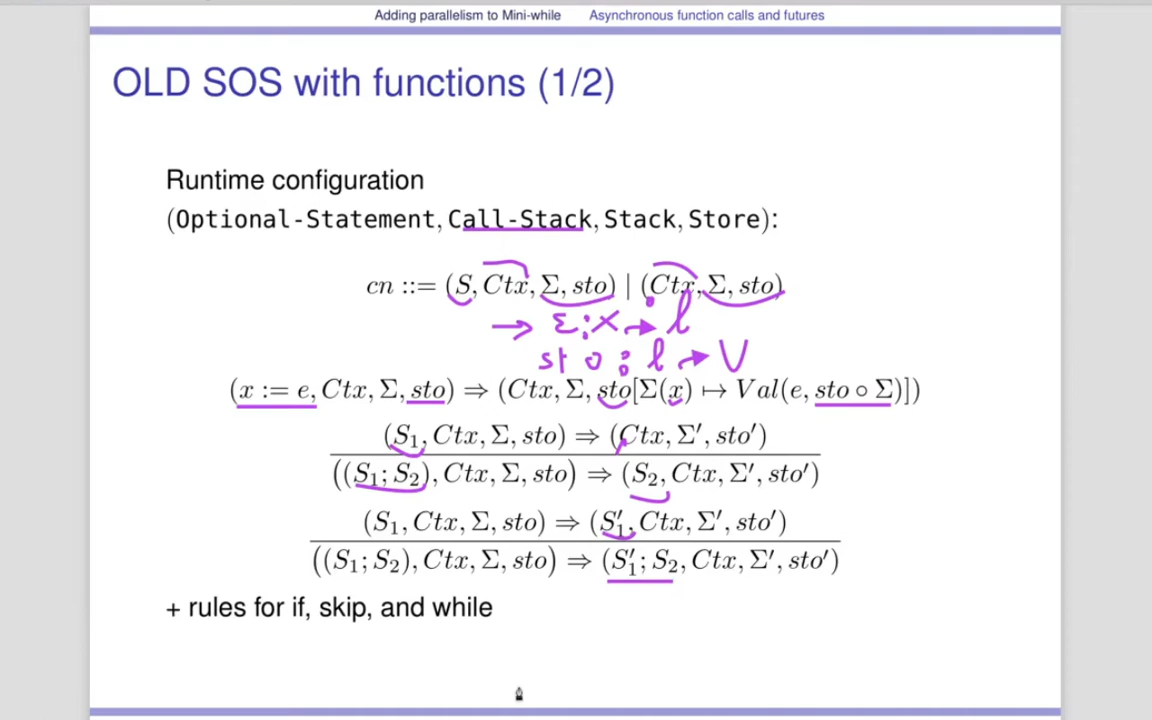 Adding parallelism to Mini-while Asynchronous function calls and futures
OLD SOS with functions (1/2)
Runtime configuration
(Optional-Statement, Call-Stack, Stack, Store):
cn ::= (S, Ctx, Σ, sto) | (Ctx, Σ, sto)
→ Σ : x → l
sto : l → V
(x := e, Ctx, Σ, sto) ⇒ (Ctx, Σ, sto[Σ(x) ↦ Val(e, sto ∘ Σ)])
(S₁, Ctx, Σ, sto) ⇒ (Ctx, Σ′, sto′)
((S₁; S₂), Ctx, Σ, sto) ⇒ (S₂, Ctx, Σ′, sto′)
(S₁, Ctx, Σ, sto) ⇒ (S₁′, Ctx, Σ′, sto′)
((S₁; S₂), Ctx, Σ, sto) ⇒ (S₁′; S₂, Ctx, Σ′, sto′)
+ rules for if, skip, and while